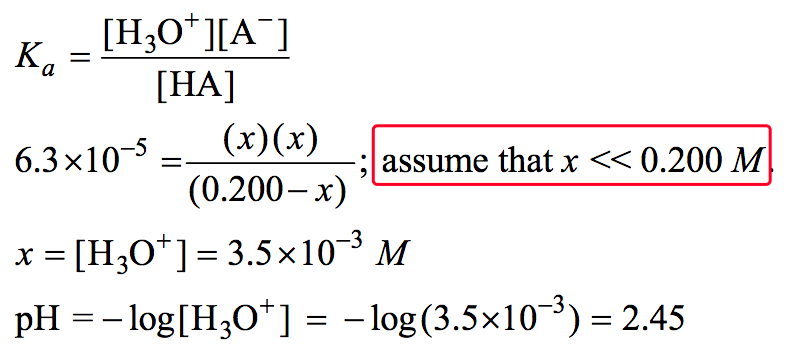 Kₐ = [H₃O⁺][A⁻] / [HA]
6.3×10⁻⁵ = (x)(x) / (0.200 – x) ; assume that x << 0.200 M.
x = [H₃O⁺] = 3.5×10⁻³ M
pH = – log[H₃O⁺] = – log(3.5×10⁻³) = 2.45